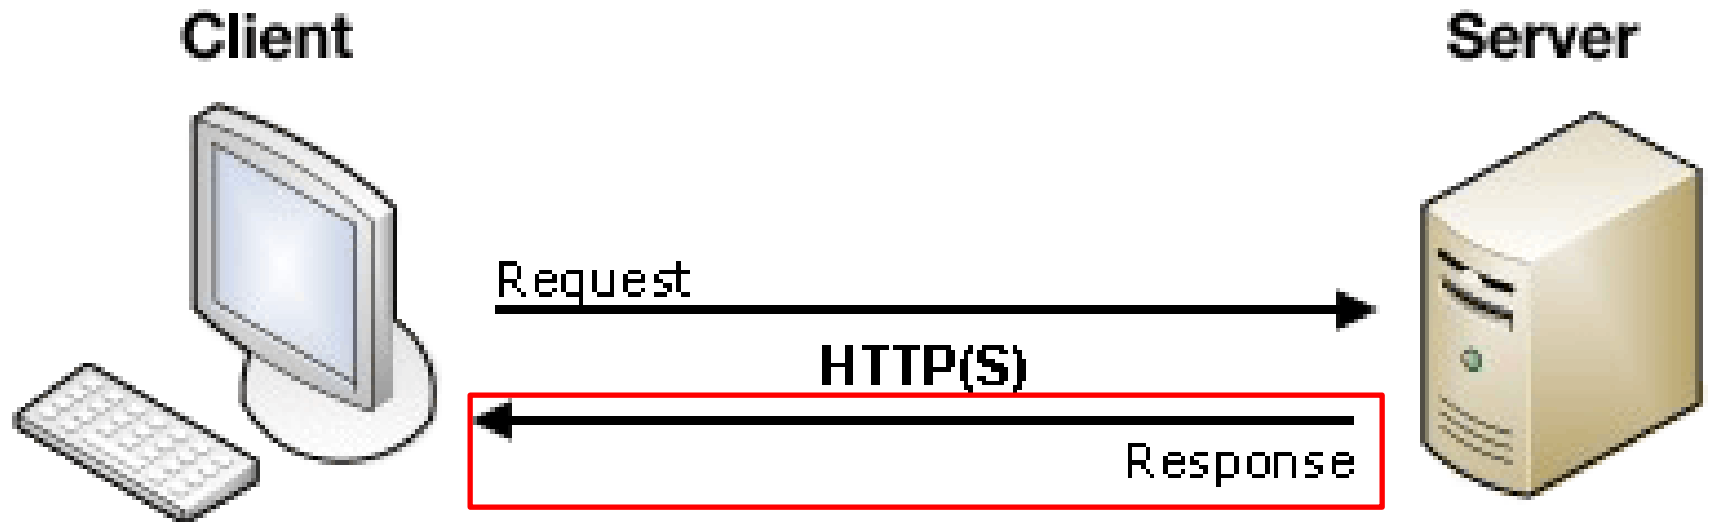 Client
Server
Request
HTTP(S)
Response